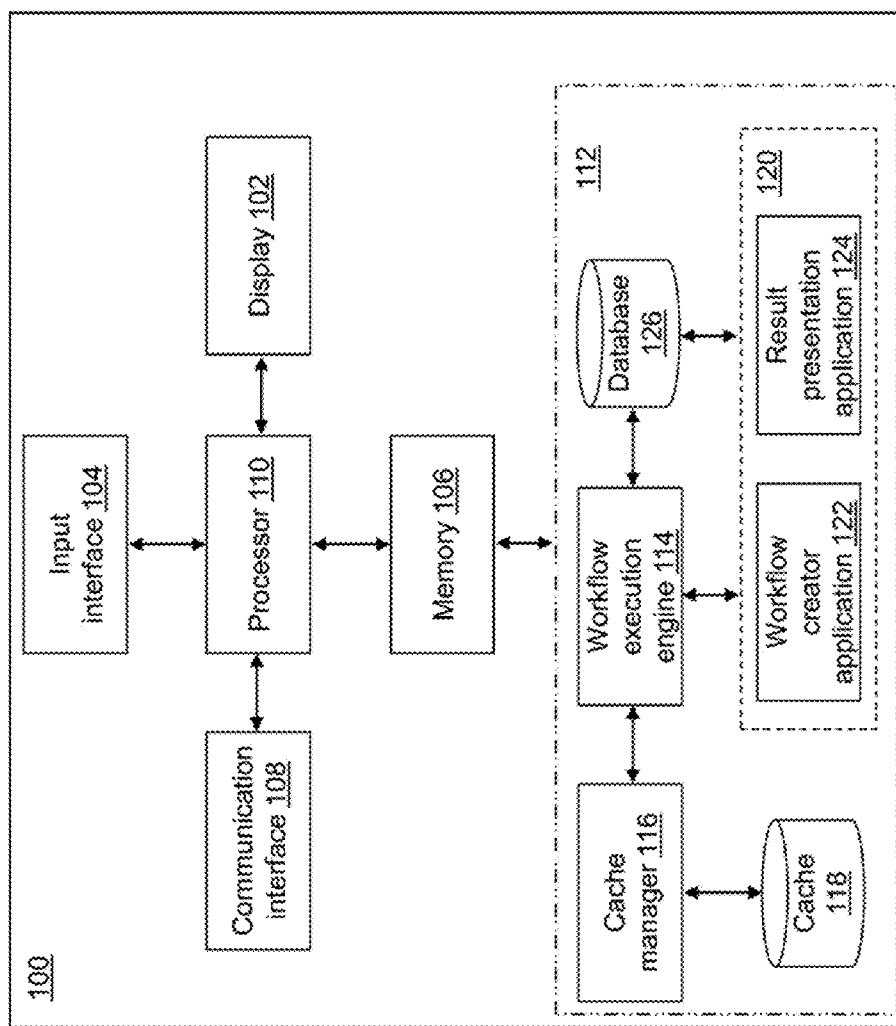 100
Input
interface 104
Communication
interface 108
Processor 110
Display 102
Memory 106
112
Cache
manager 116
Workflow
execution
engine 114
Database
126
Cache
118
120
Workflow
creator
application 122
Result
presentation
application 124